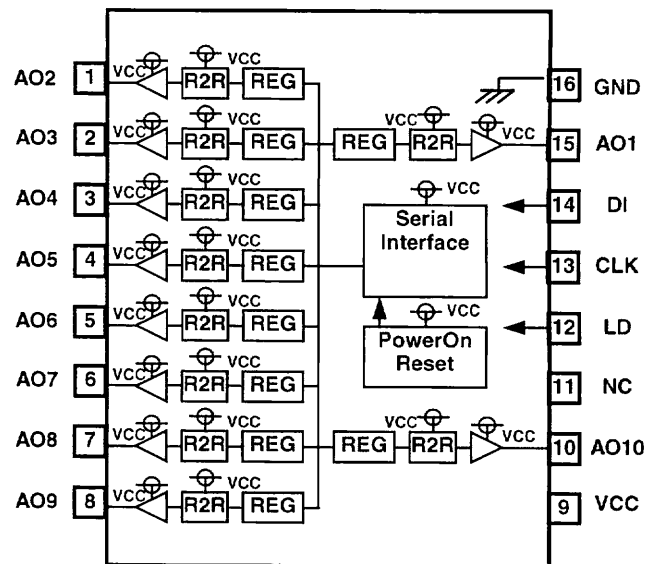 AO2 1 VCC R2R VCC REG 16 GND
AO3 2 VCC R2R VCC REG REG VCC R2R VCC 15 AO1
AO4 3 VCC R2R VCC REG VCC 14 DI
Serial
Interface
AO5 4 VCC R2R VCC REG 13 CLK
AO6 5 VCC R2R VCC REG VCC 12 LD
PowerOn
Reset
AO7 6 VCC R2R VCC REG 11 NC
AO8 7 VCC R2R VCC REG REG VCC R2R VCC 10 AO10
AO9 8 VCC R2R VCC REG 9 VCC